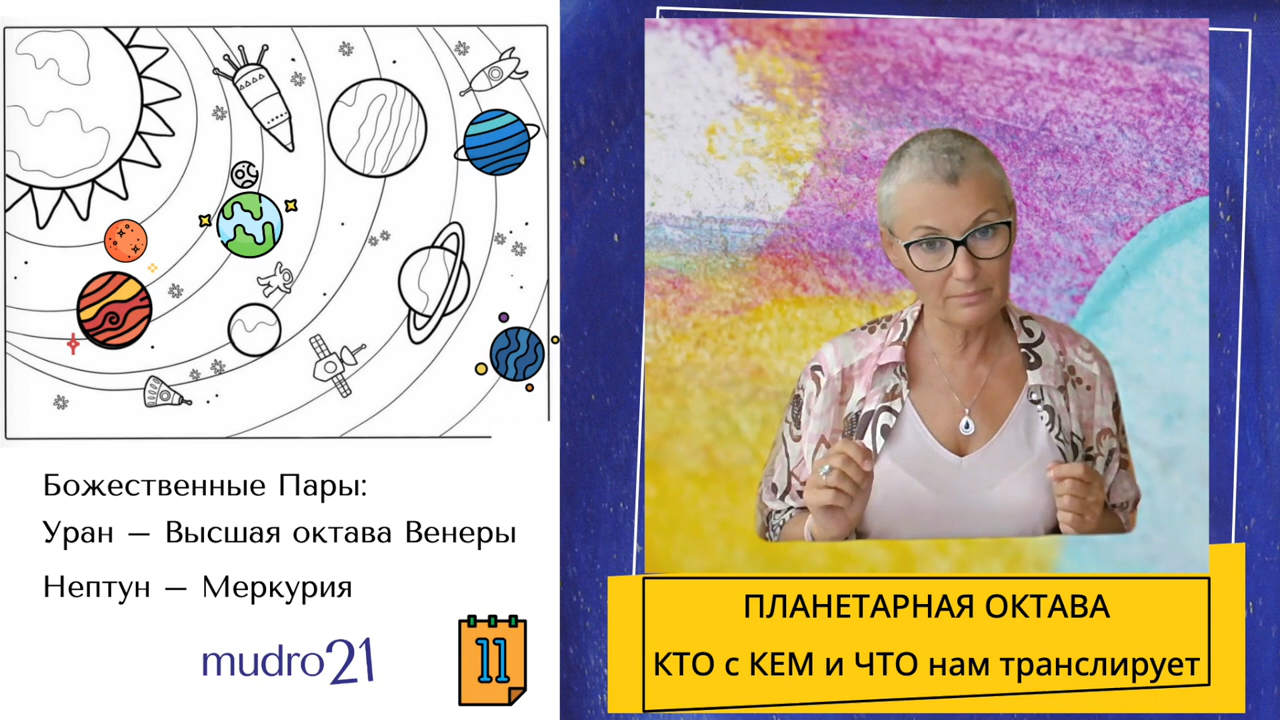 Божественные Пары:
Уран — Высшая октава Венеры
Нептун — Меркурия
mudro21
11
ПЛАНЕТАРНАЯ ОКТАВА
КТО с КЕМ и ЧТО нам транслирует